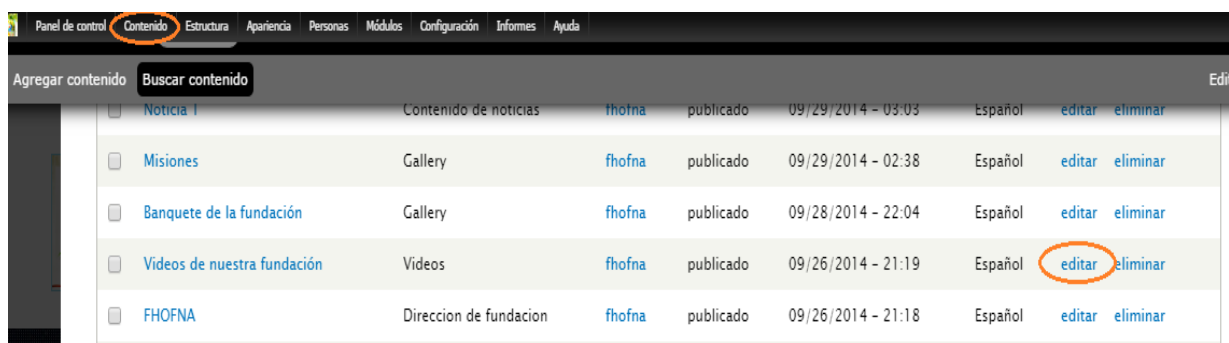 Panel de control Contenido Estructura Apariencia Personas Módulos Configuración Informes Ayuda
Agregar contenido Buscar contenido Edi
Noticia 1 Contenido de noticias fhofna publicado 09/29/2014 - 03:03 Español editar eliminar
Misiones Gallery fhofna publicado 09/29/2014 - 02:38 Español editar eliminar
Banquete de la fundación Gallery fhofna publicado 09/28/2014 - 22:04 Español editar eliminar
Videos de nuestra fundación Videos fhofna publicado 09/26/2014 - 21:19 Español editar eliminar
FHOFNA Direccion de fundacion fhofna publicado 09/26/2014 - 21:18 Español editar eliminar